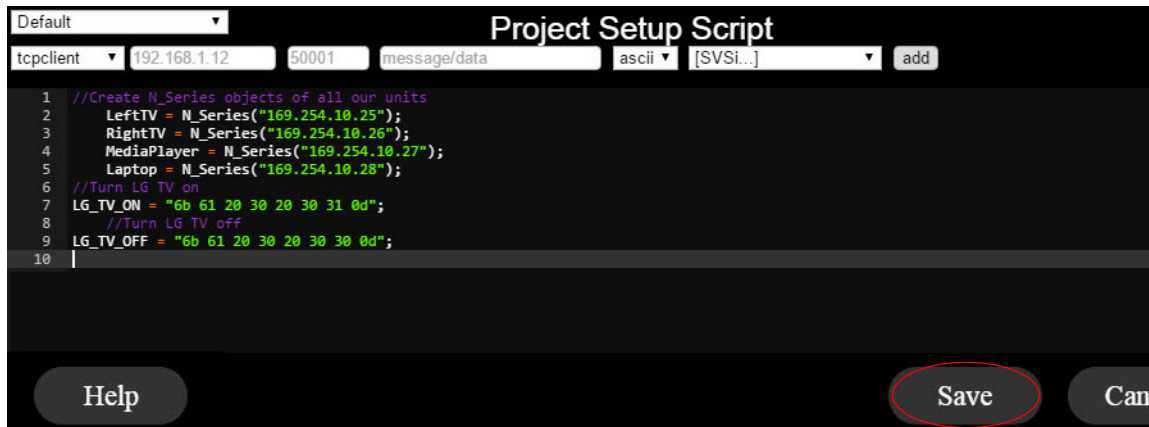 Default
Project Setup Script
tcpclient 192.168.1.12 50001 message/data ascii [SVSi...] add
1 //Create N_Series objects of all our units
2 LeftTV = N_Series("169.254.10.25");
3 RightTV = N_Series("169.254.10.26");
4 MediaPlayer = N_Series("169.254.10.27");
5 Laptop = N_Series("169.254.10.28");
6 //Turn LG TV on
7 LG_TV_ON = "6b 61 20 30 20 30 31 0d";
8 //Turn LG TV off
9 LG_TV_OFF = "6b 61 20 30 20 30 30 0d";
10
Help Save Can